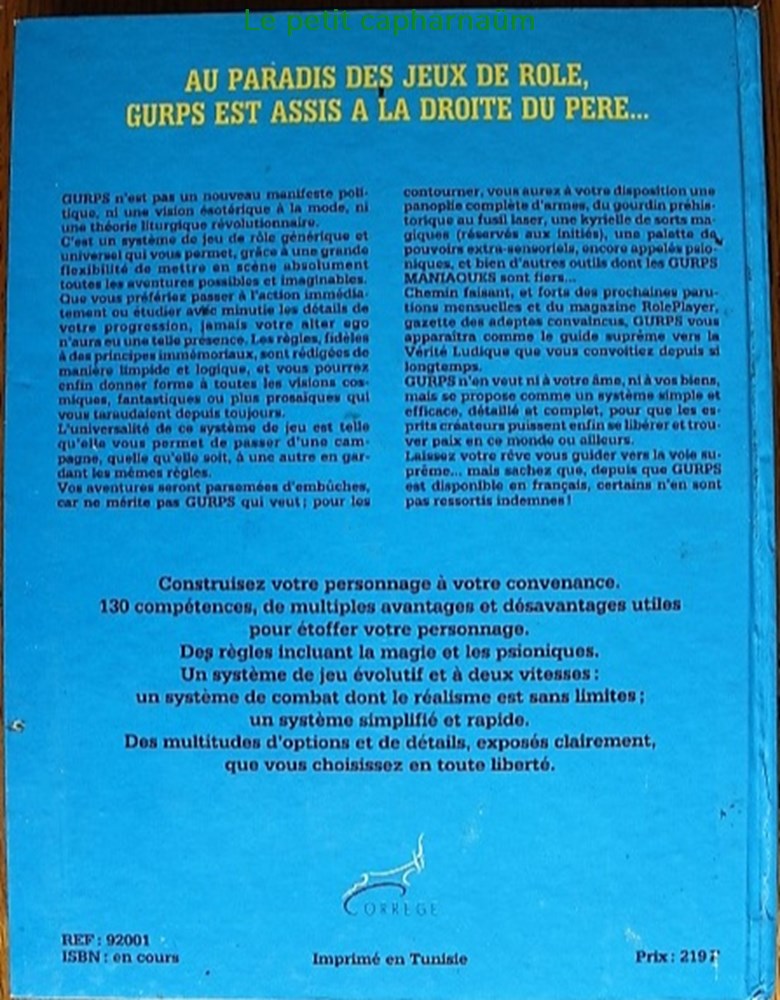 Le petit capharnaüm
AU PARADIS DES JEUX DE ROLE,
GURPS EST ASSIS A LA DROITE DU PERE...
GURPS n'est pas un nouveau manifeste poli-
tique, ni une vision ésotérique à la mode, ni
une théorie liturgique révolutionnaire.
C'est un système de jeu de rôle générique et
universel qui vous permet, grâce à une grande
flexibilité de mettre en scène absolument
toutes les aventures possibles et imaginables.
Que vous préfériez passer à l'action immédia-
tement ou étudier avec minutie les détails de
votre progression, jamais votre alter ego
n'aura eu une telle présence. Les règles, fidèles
à des principes immémoriaux, sont rédigées de
manière limpide et logique, et vous pourrez
enfin donner forme à toutes les visions cos-
miques, fantastiques ou plus prosaïques qui
vous taraudaient depuis toujours.
L'universalité de ce système de jeu est telle
qu'elle vous permet de passer d'une cam-
pagne, quelle qu'elle soit, à une autre en gar-
dant les mêmes règles.
Vos aventures seront parsemées d'embûches,
car ne mérite pas GURPS qui veut ; pour les
contourner, vous aurez à votre disposition une
panoplie complète d'armes, du gourdin préhis-
torique au fusil laser, une kyrielle de sorts ma-
giques (réservés aux initiés), une palette de
pouvoirs extra-sensoriels, encore appelés psio-
niques, et bien d'autres outils dont les GURPS
MANIAQUES sont fiers...
Chemin faisant, et forts des prochaines paru-
tions mensuelles et du magazine RolePlayer,
gazette des adeptes convaincus, GURPS vous
apparaîtra comme le guide suprême vers la
Vérité Ludique que vous convoitiez depuis si
longtemps.
GURPS n'en veut ni à votre âme, ni à vos biens,
mais se propose comme un système simple et
efficace, détaillé et complet, pour que les es-
prits créateurs puissent enfin se libérer et trou-
ver paix en ce monde ou ailleurs.
Laissez votre rêve vous guider vers la voie su-
prême... mais sachez que, depuis que GURPS
est disponible en français, certains n'en sont
pas ressortis indemnes !
Construisez votre personnage à votre convenance.
130 compétences, de multiples avantages et désavantages utiles
pour étoffer votre personnage.
Des règles incluant la magie et les psioniques.
Un système de jeu évolutif et à deux vitesses :
un système de combat dont le réalisme est sans limites ;
un système simplifié et rapide.
Des multitudes d'options et de détails, exposés clairement,
que vous choisissez en toute liberté.
CORREGE
REF : 92001
ISBN : en cours
Imprimé en Tunisie
Prix : 219 F